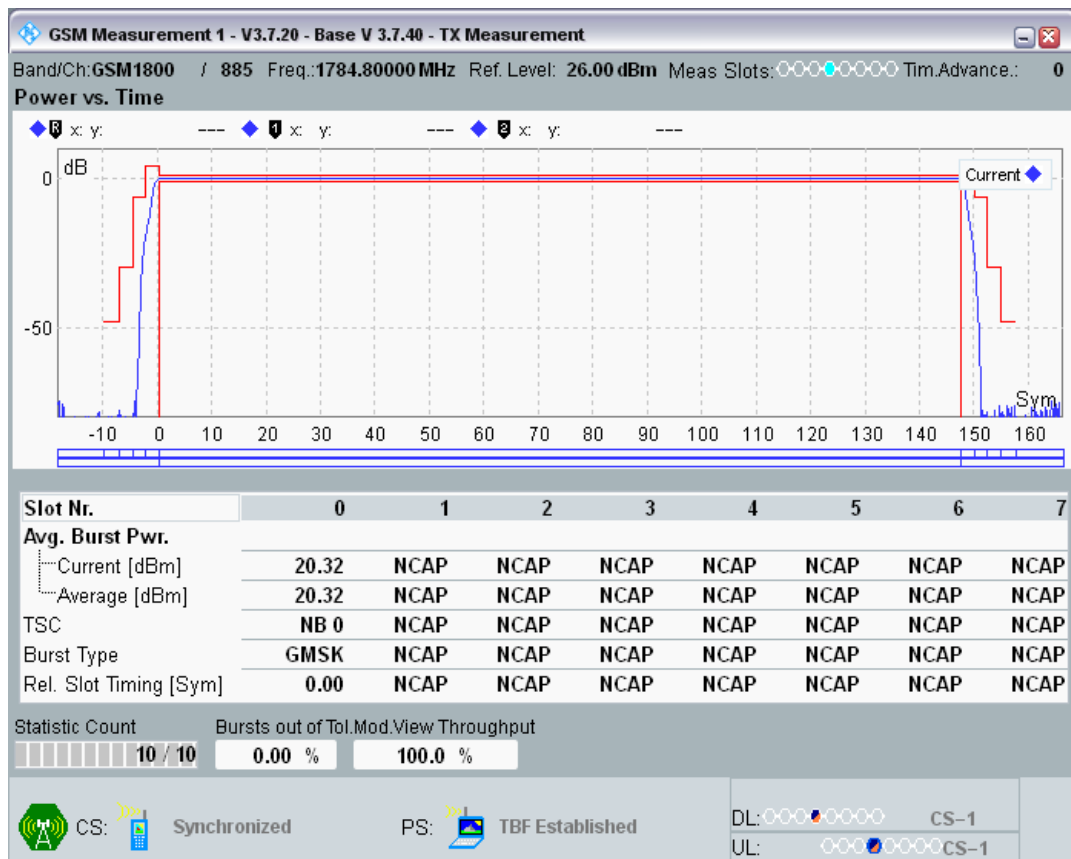 GSM Measurement 1 - V3.7.20 - Base V 3.7.40 - TX Measurement
Band/Ch:GSM1800 / 885 Freq.:1784.80000 MHz Ref. Level: 26.00 dBm Meas Slots: Tim.Advance.: 0
Power vs. Time
R x: y: --- 1 x: y: --- 2 x: y: ---
dB
Current
0
-50
Sym
-10 0 10 20 30 40 50 60 70 80 90 100 110 120 130 140 150 160
Slot Nr. 0 1 2 3 4 5 6 7
Avg. Burst Pwr.
Current [dBm] 20.32 NCAP NCAP NCAP NCAP NCAP NCAP NCAP
Average [dBm] 20.32 NCAP NCAP NCAP NCAP NCAP NCAP NCAP
TSC NB 0 NCAP NCAP NCAP NCAP NCAP NCAP NCAP
Burst Type GMSK NCAP NCAP NCAP NCAP NCAP NCAP NCAP
Rel. Slot Timing [Sym] 0.00 NCAP NCAP NCAP NCAP NCAP NCAP NCAP
Statistic Count Bursts out of Tol.Mod.View Throughput
10 / 10 0.00 % 100.0 %
CS: Synchronized PS: TBF Established DL: CS-1
UL: CS-1